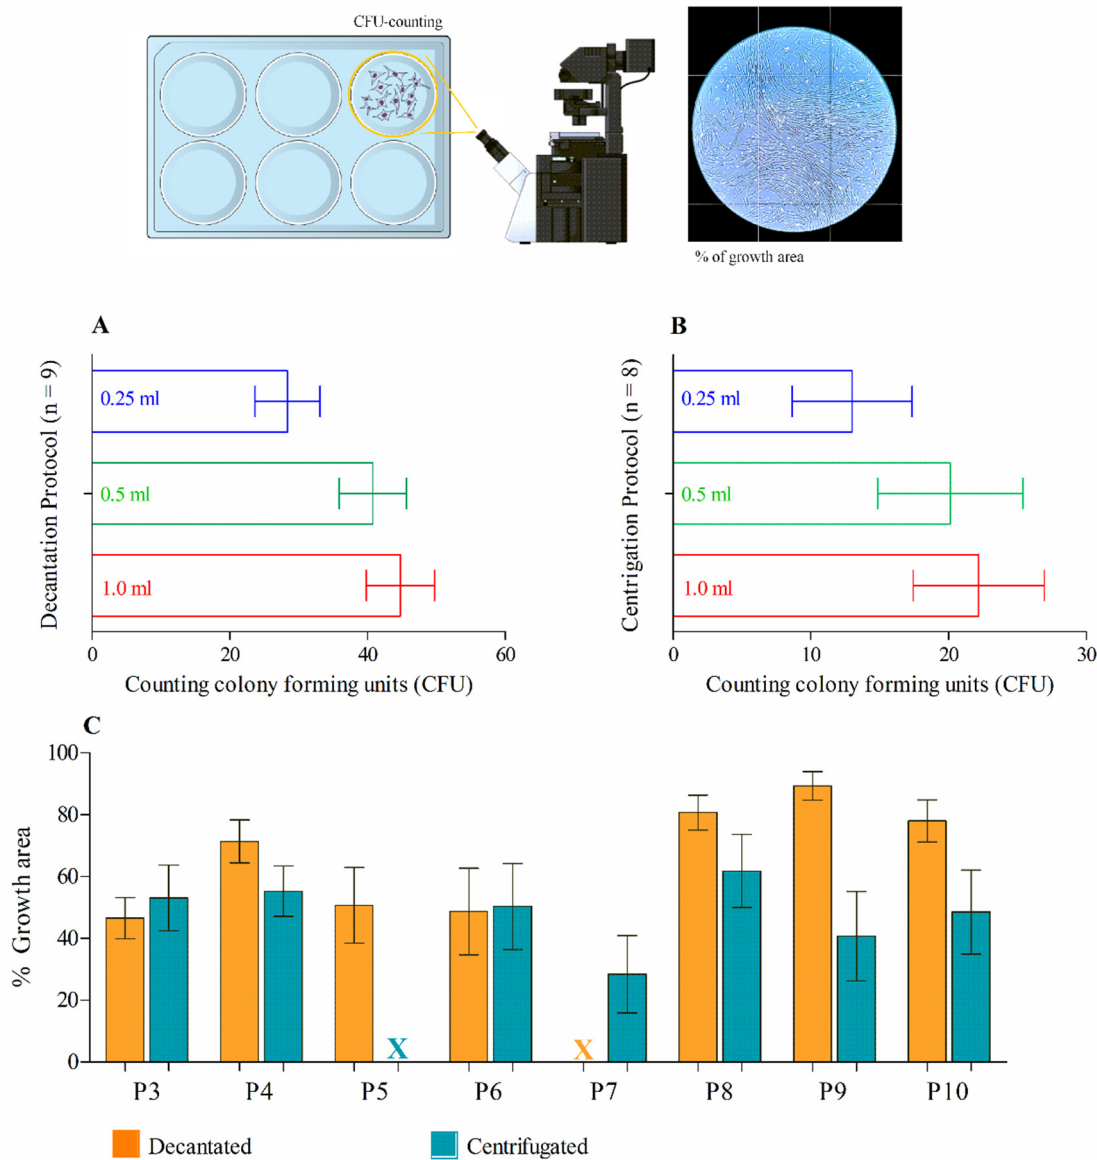 CFU-counting
% of growth area
A
Decantation Protocol (n = 9)
0.25 ml
0.5 ml
1.0 ml
0
20
40
60
Counting colony forming units (CFU)
B
Centrigation Protocol (n = 8)
0.25 ml
0.5 ml
1.0 ml
0
10
20
30
Counting colony forming units (CFU)
C
% Growth area
100
80
60
40
20
0
X
X
P3 P4 P5 P6 P7 P8 P9 P10
Decantated
Centrifugated